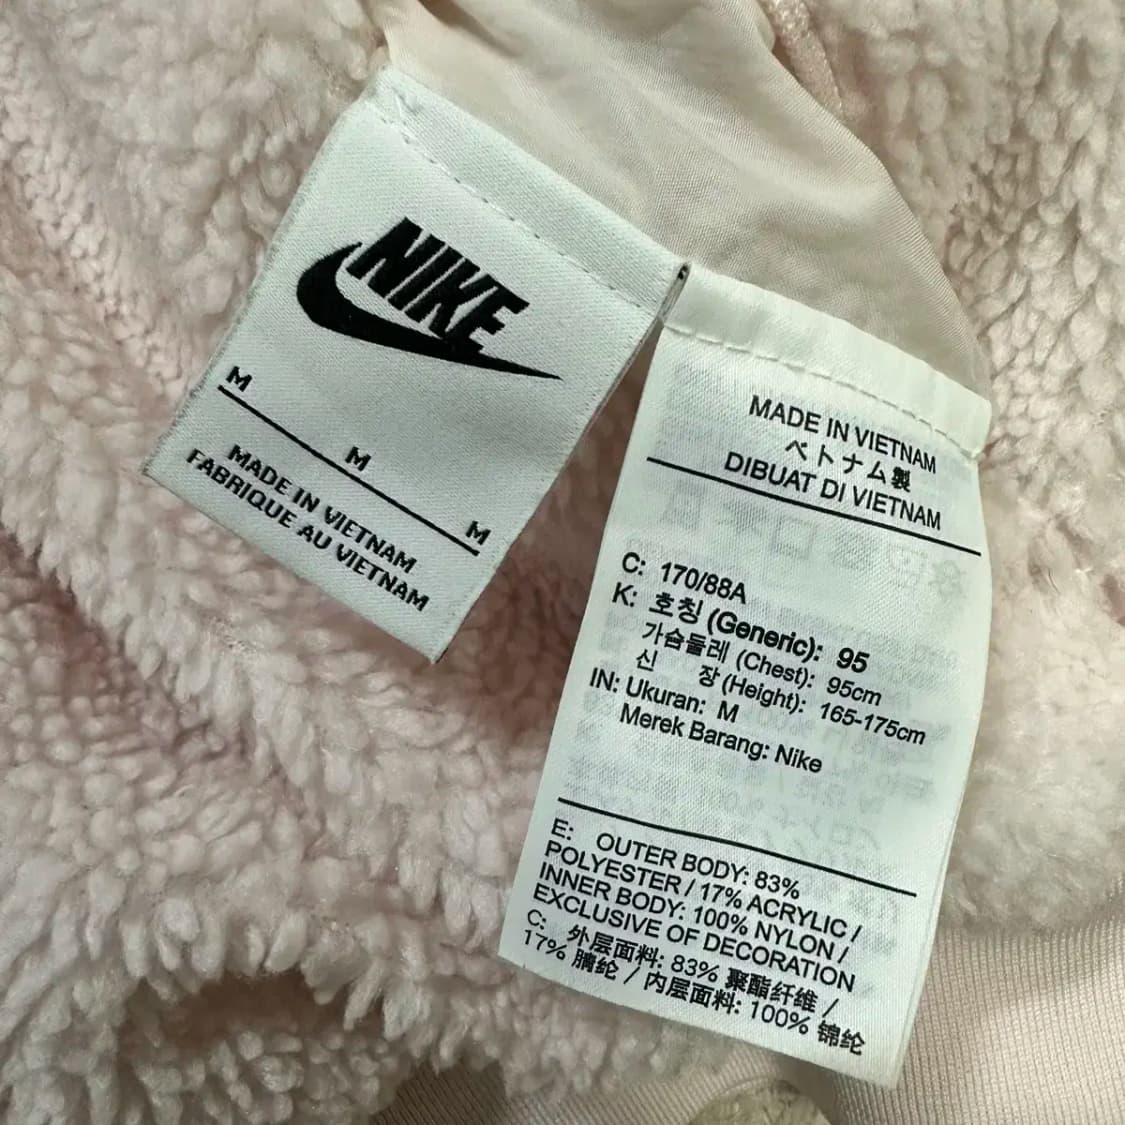 NIKE
M
M
M
MADE IN VIETNAM
FABRIQUE AU VIETNAM
MADE IN VIETNAM
ベトナム製
DIBUAT DI VIETNAM
C: 170/88A
K: 호칭 (Generic): 95
가슴둘레 (Chest): 95cm
신 장 (Height): 165-175cm
IN: Ukuran: M
Merek Barang: Nike
E: OUTER BODY: 83%
POLYESTER / 17% ACRYLIC /
INNER BODY: 100% NYLON /
EXCLUSIVE OF DECORATION
C: 外层面料: 83% 聚酯纤维 /
17% 腈纶 / 内层面料: 100% 锦纶